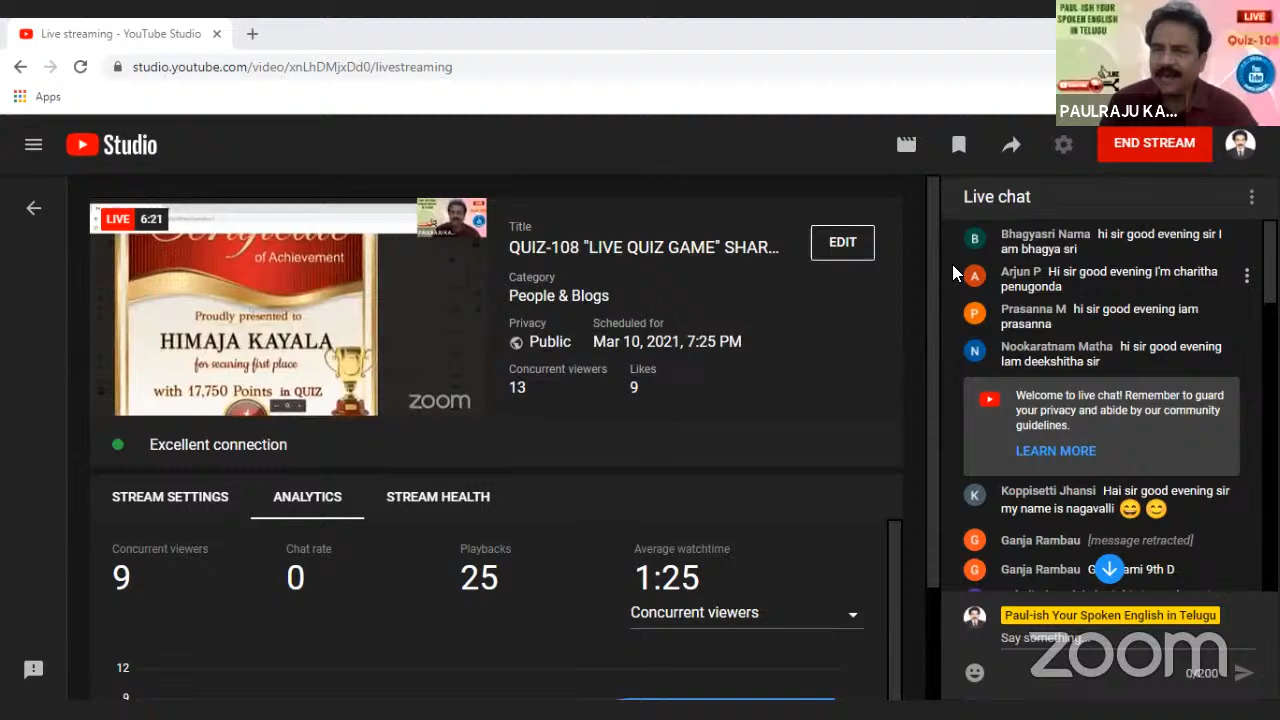 Live streaming - YouTube Studio
studio.youtube.com/video/xnLhDMjxDd0/livestreaming
Apps
PAUL-ISH YOUR
SPOKEN ENGLISH
IN TELUGU
LIVE
Quiz-108
You
Tube
PAULRAJU KA...
Studio
END STREAM
LIVE 6:21
Certificate
of Achievement
Proudly presented to
HIMAJA KAYALA
for securing first place
with 17,750 Points in QUIZ
zoom
Title
QUIZ-108 "LIVE QUIZ GAME" SHAR...
EDIT
Category
People & Blogs
Privacy
Public
Scheduled for
Mar 10, 2021, 7:25 PM
Concurrent viewers
13
Likes
9
Excellent connection
STREAM SETTINGS
ANALYTICS
STREAM HEALTH
Concurrent viewers
9
Chat rate
0
Playbacks
25
Average watchtime
1:25
Concurrent viewers
12
9
Live chat
B
Bhagyasri Nama hi sir good evening sir I
am bhagya sri
A
Arjun P Hi sir good evening I'm charitha
penugonda
P
Prasanna M hi sir good evening iam
prasanna
N
Nookaratnam Matha hi sir good evening
Iam deekshitha sir
Welcome to live chat! Remember to guard
your privacy and abide by our community
guidelines.
LEARN MORE
K
Koppisetti Jhansi Hai sir good evening sir
my name is nagavalli
G
Ganja Rambau [message retracted]
G
Ganja Rambau 9th D
Paul-ish Your Spoken English in Telugu
Say something...
0/200
zoom